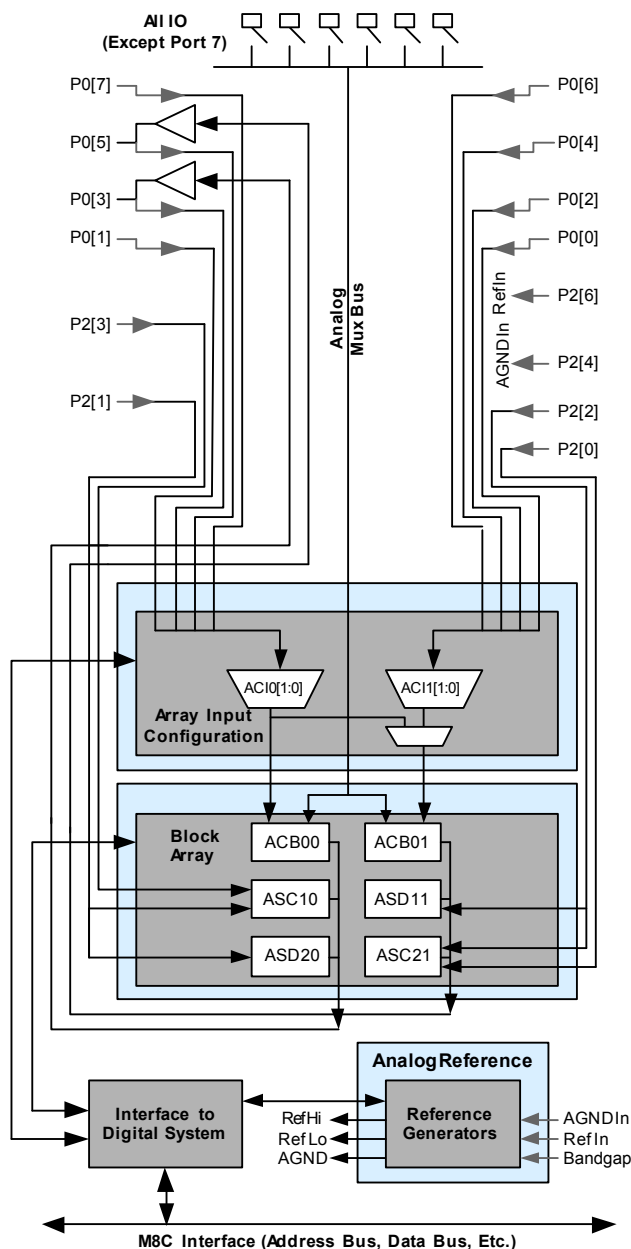 All IO
(Except Port 7)
P0[7]
P0[6]
P0[5]
P0[4]
P0[3]
P0[2]
P0[1]
P0[0]
P2[6]
Analog
Mux Bus
AGNDIn RefIn
P2[3]
P2[4]
P2[1]
P2[2]
P2[0]
ACI0[1:0]
ACI1[1:0]
Array Input
Configuration
Block
Array
ACB00
ACB01
ASC10
ASD11
ASD20
ASC21
Analog Reference
Interface to
Digital System
RefHi
RefLo
AGND
Reference
Generators
AGNDIn
RefIn
Bandgap
M8C Interface (Address Bus, Data Bus, Etc.)